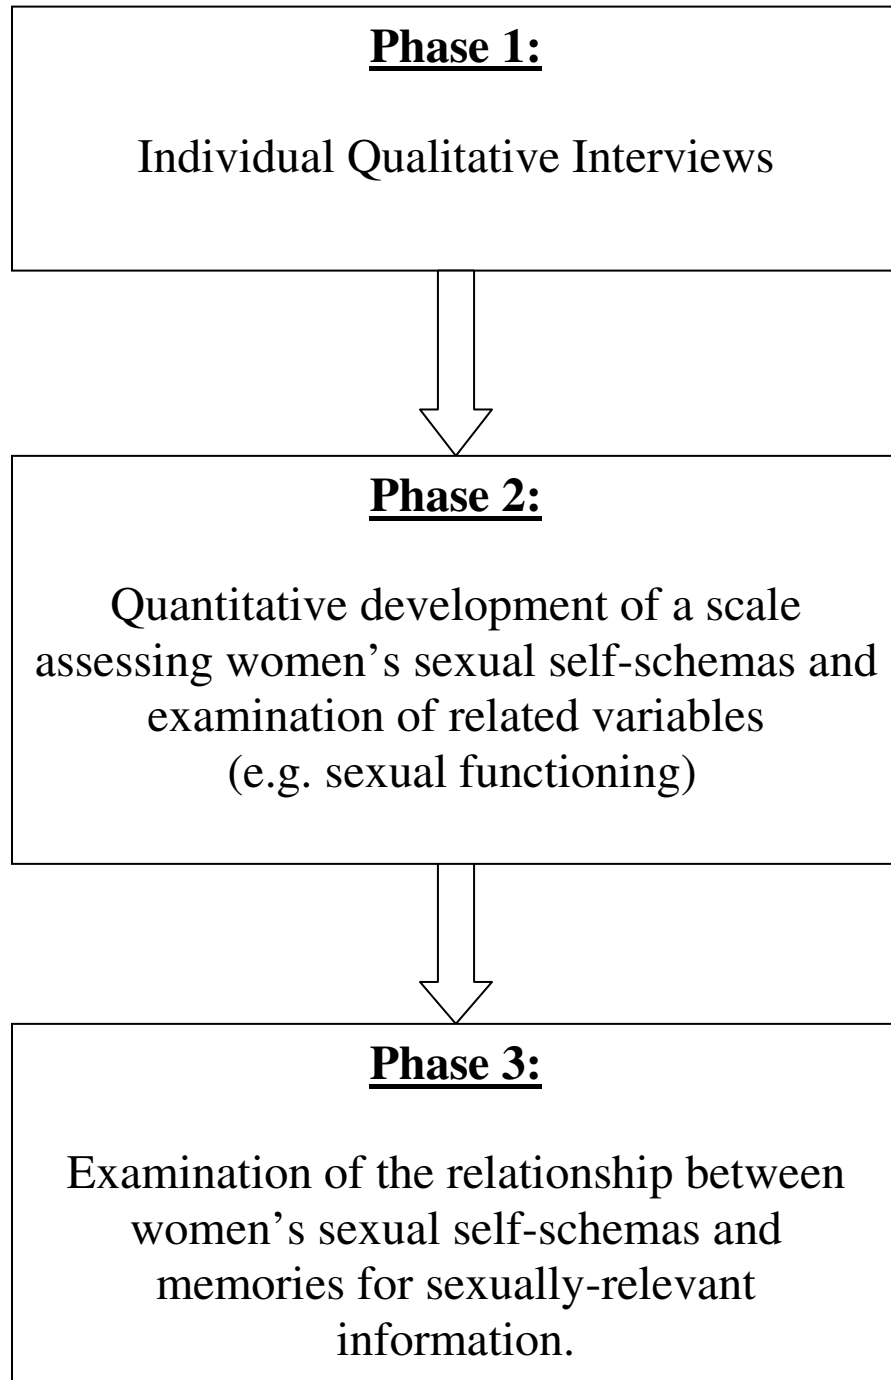 Phase 1:
Individual Qualitative Interviews
Phase 2:
Quantitative development of a scale
assessing women’s sexual self-schemas and
examination of related variables
(e.g. sexual functioning)
Phase 3:
Examination of the relationship between
women’s sexual self-schemas and
memories for sexually-relevant
information.